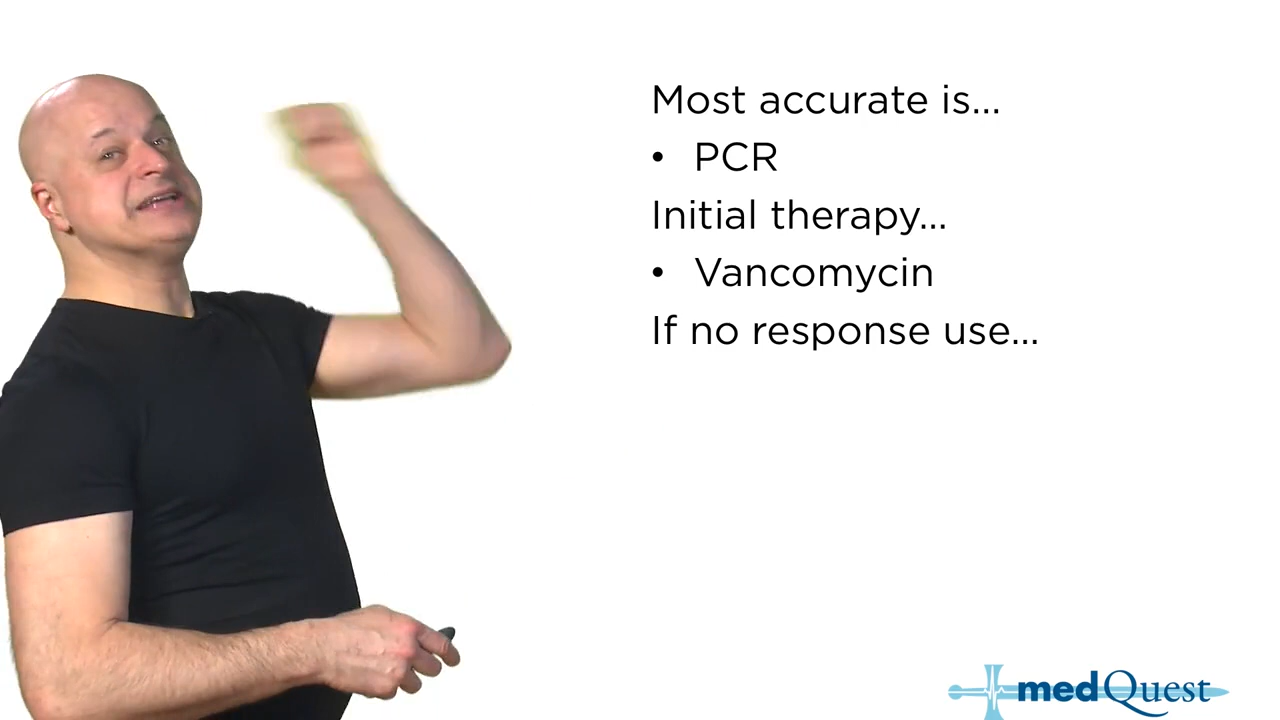 Most accurate is...
• PCR
Initial therapy...
• Vancomycin
If no response use...
medQuest